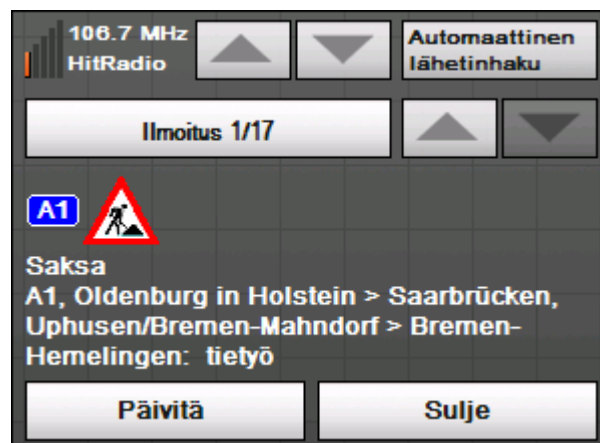 106.7 MHz
HitRadio
Automaattinen
lähetinhaku
Ilmoitus 1/17
A1
Saksa
A1, Oldenburg in Holstein > Saarbrücken,
Uphusen/Bremen-Mahndorf > Bremen-
Hemelingen: tietyö
Päivitä
Sulje